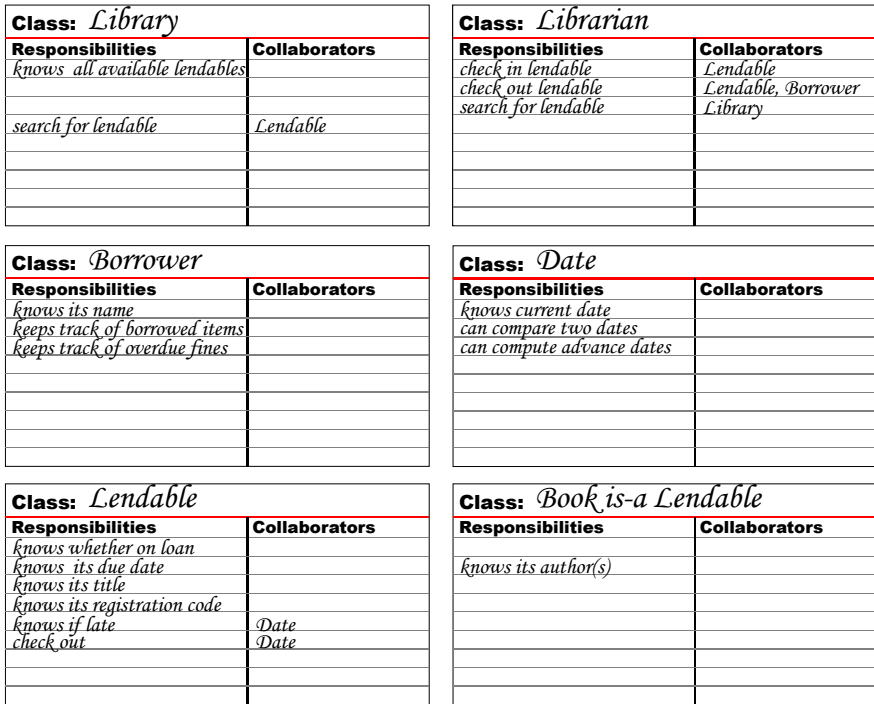 Class: Library
Responsibilities Collaborators
knows all available lendables
search for lendable Lendable
Class: Librarian
Responsibilities Collaborators
check in lendable Lendable
check out lendable Lendable, Borrower
search for lendable Library
Class: Borrower
Responsibilities Collaborators
knows its name
keeps track of borrowed items
keeps track of overdue fines
Class: Date
Responsibilities Collaborators
knows current date
can compare two dates
can compute advance dates
Class: Lendable
Responsibilities Collaborators
knows whether on loan
knows its due date
knows its title
knows its registration code
knows if late Date
check out Date
Class: Book is-a Lendable
Responsibilities Collaborators
knows its author(s)